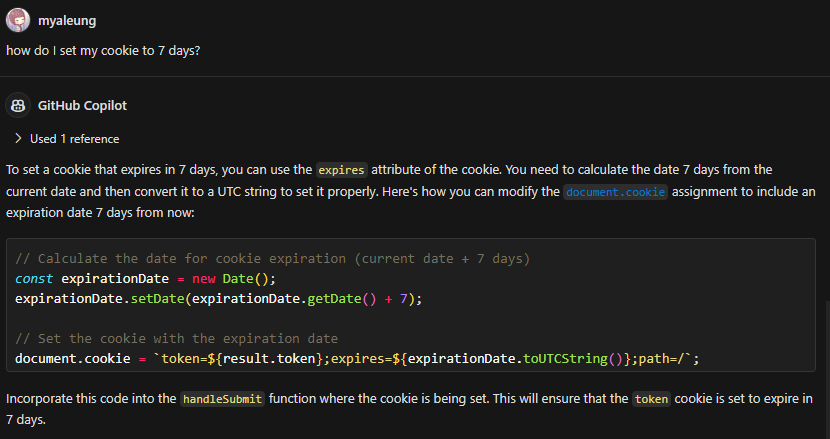 myaleung
how do I set my cookie to 7 days?
GitHub Copilot
Used 1 reference
To set a cookie that expires in 7 days, you can use the expires attribute of the cookie. You need to calculate the date 7 days from the
current date and then convert it to a UTC string to set it properly. Here's how you can modify the document.cookie assignment to include an
expiration date 7 days from now:
// Calculate the date for cookie expiration (current date + 7 days)
const expirationDate = new Date();
expirationDate.setDate(expirationDate.getDate() + 7);
// Set the cookie with the expiration date
document.cookie = `token=${result.token};expires=${expirationDate.toUTCString()};path=/`;
Incorporate this code into the handleSubmit function where the cookie is being set. This will ensure that the token cookie is set to expire in
7 days.